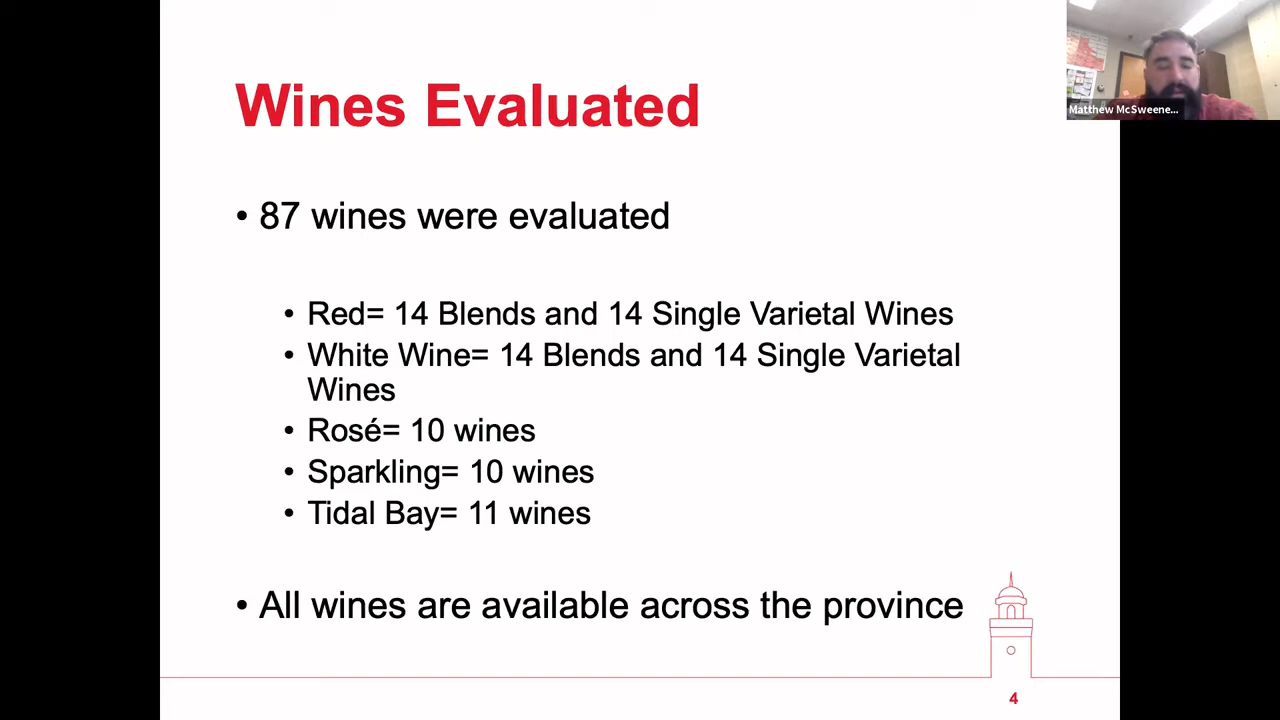 Wines Evaluated
Matthew McSweene...
• 87 wines were evaluated
• Red= 14 Blends and 14 Single Varietal Wines
• White Wine= 14 Blends and 14 Single Varietal
Wines
• Rosé= 10 wines
• Sparkling= 10 wines
• Tidal Bay= 11 wines
• All wines are available across the province
4